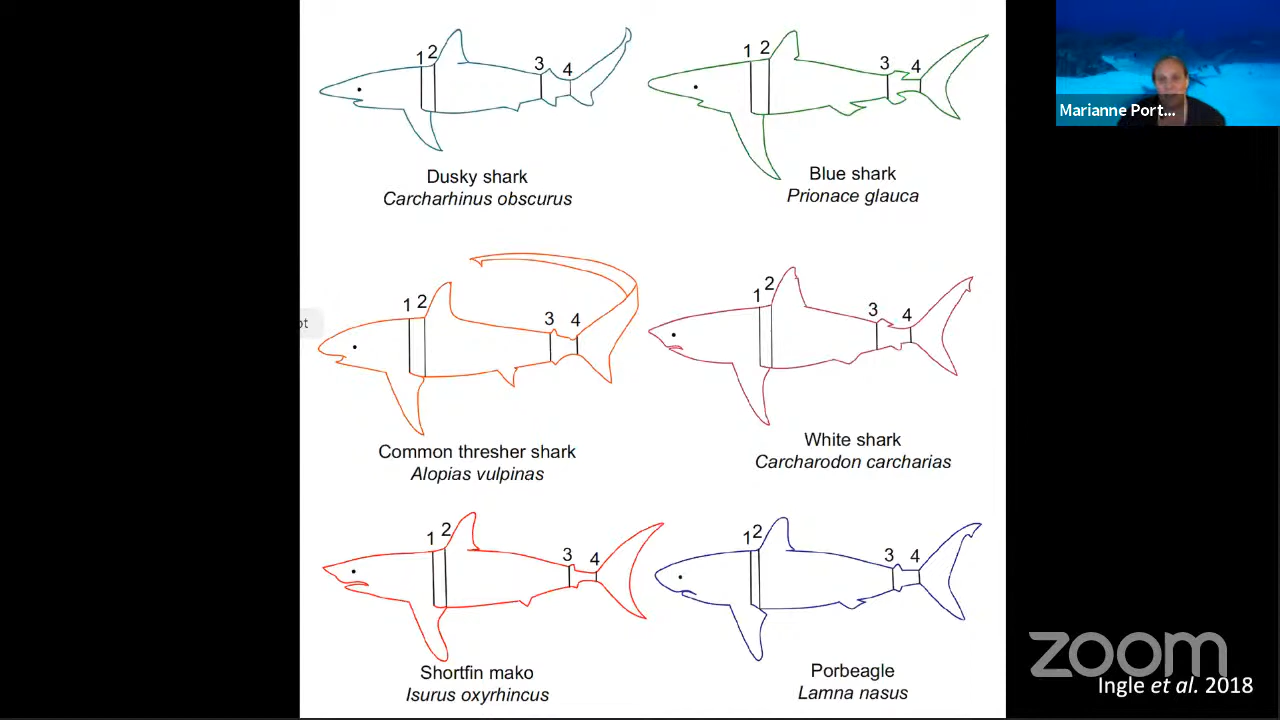 1 2 3 4
Dusky shark
Carcharhinus obscurus
1 2 3 4
Blue shark
Prionace glauca
Marianne Port...
ot
1 2 3 4
Common thresher shark
Alopias vulpinas
1 2 3 4
White shark
Carcharodon carcharias
1 2 3 4
Shortfin mako
Isurus oxyrhincus
1 2 3 4
Porbeagle
Lamna nasus
zoom
Ingle et al. 2018